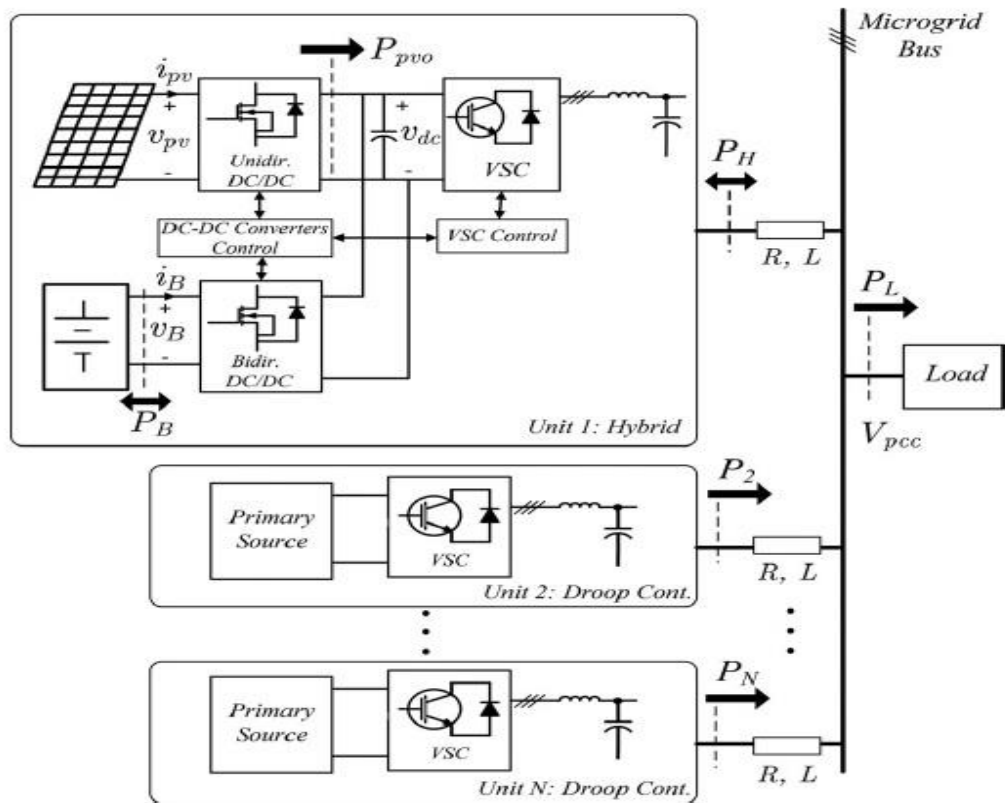 Microgrid
Bus
P_pvo
i_pv
+
v_pv
-
Unidir.
DC/DC
+
v_dc
-
VSC
DC-DC Converters
Control
VSC Control
i_B
+
v_B
-
Bidir.
DC/DC
P_B
Unit 1: Hybrid
P_H
R, L
P_L
Load
V_pcc
Primary
Source
VSC
Unit 2: Droop Cont.
P_2
R, L
Primary
Source
VSC
Unit N: Droop Cont.
P_N
R, L